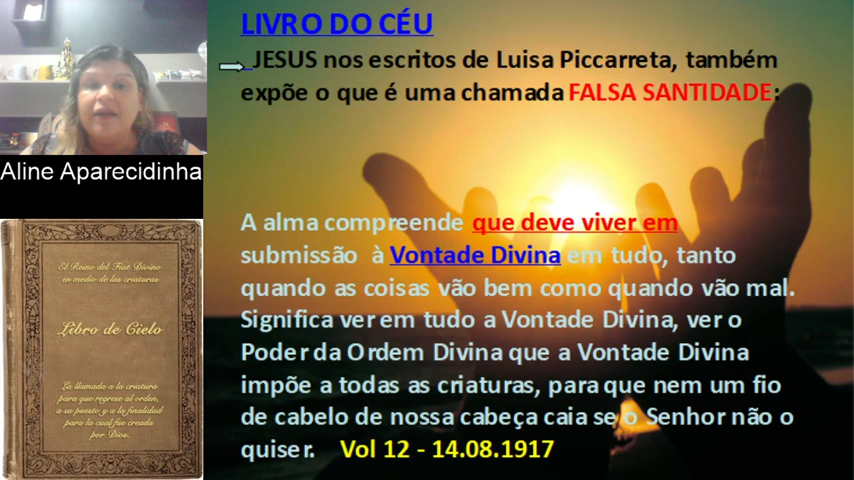 LIVRO DO CÉU
JESUS nos escritos de Luisa Piccarreta, também
expõe o que é uma chamada FALSA SANTIDADE:
A alma compreende que deve viver em
submissão à Vontade Divina em tudo, tanto
quando as coisas vão bem como quando vão mal.
Significa ver em tudo a Vontade Divina, ver o
Poder da Ordem Divina que a Vontade Divina
impõe a todas as criaturas, para que nem um fio
de cabelo de nossa cabeça caia se o Senhor não o
quiser. Vol 12 - 14.08.1917
Aline Aparecidinha
El Reino del Fiat Divino
en medio de las criaturas
Libro de Cielo
La llamada a la criatura
para que regrese al orden,
a su puesto y a la finalidad
para la cual fue creada
por Dios.